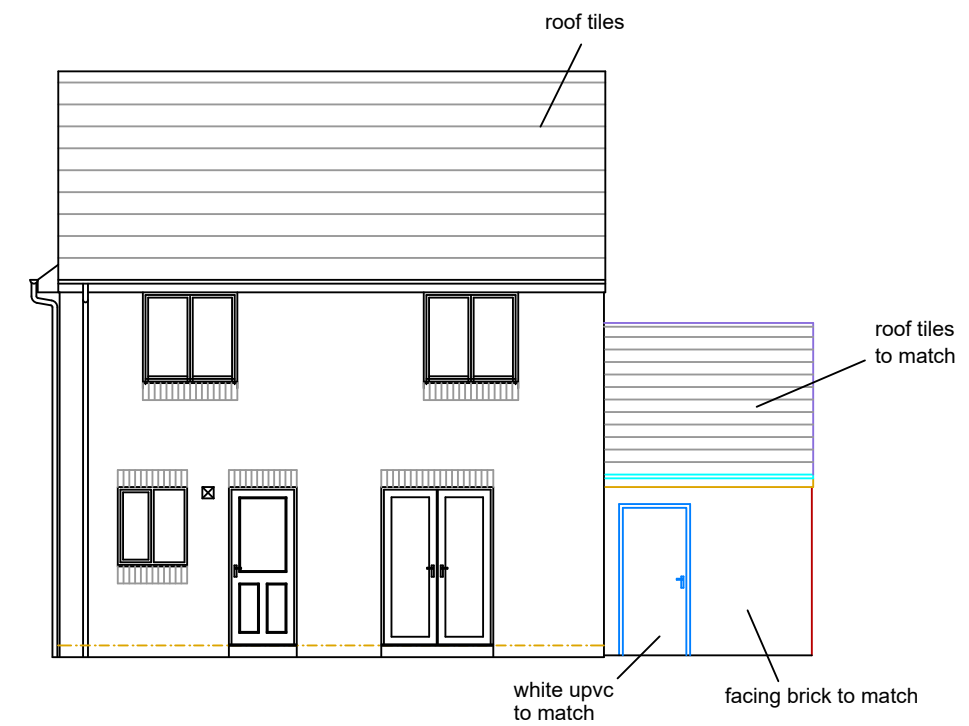 roof tiles
roof tiles
to match
white upvc
to match
facing brick to match